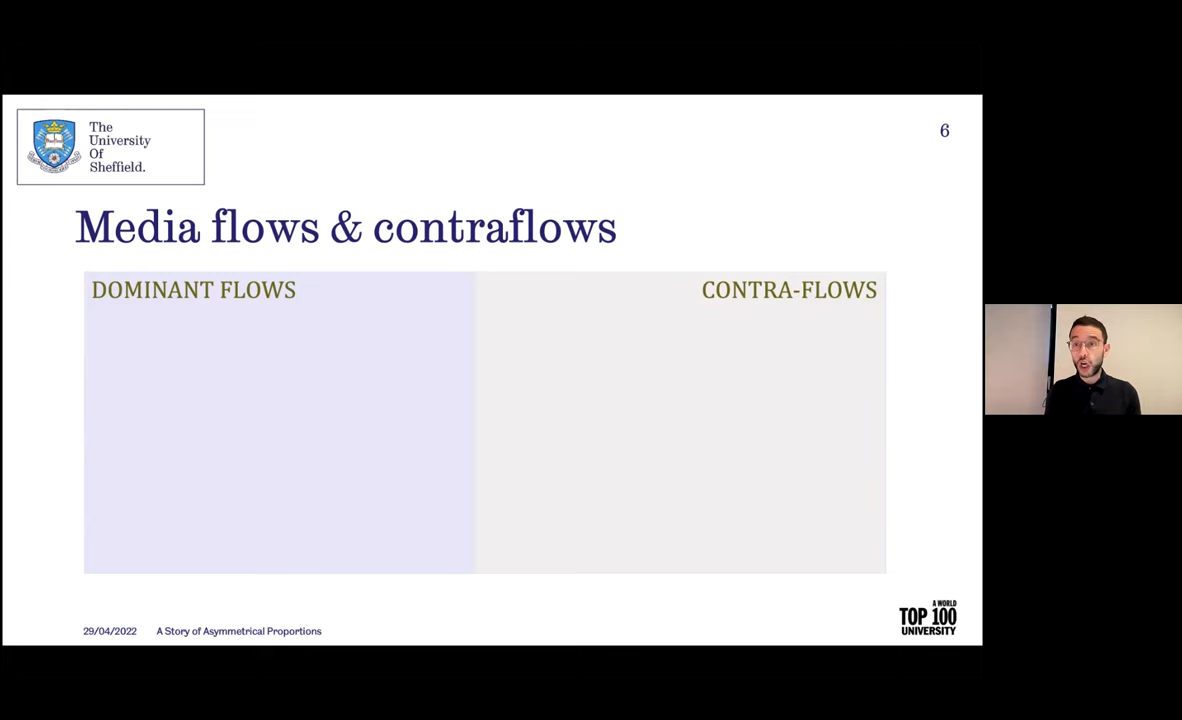 The
University
Of
Sheffield.
6
Media flows & contraflows
DOMINANT FLOWS
CONTRA-FLOWS
29/04/2022
A Story of Asymmetrical Proportions
A WORLD
TOP 100
UNIVERSITY